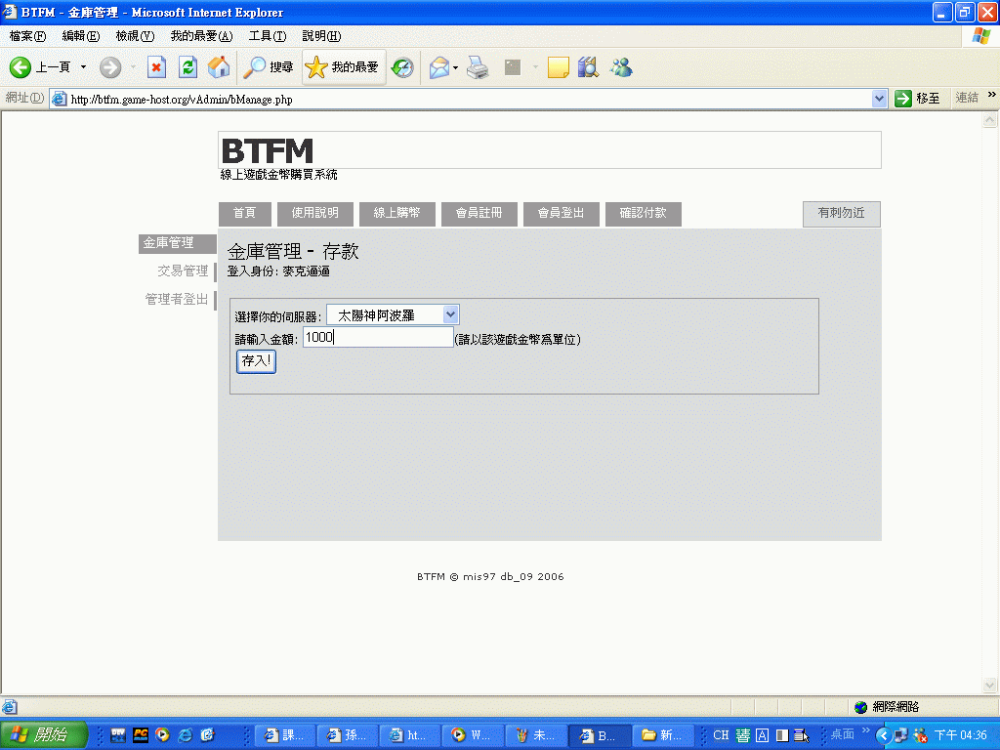 BTFM - 金庫管理 - Microsoft Internet Explorer
檔案(F) 編輯(E) 檢視(V) 我的最愛(A) 工具(T) 說明(H)
上一頁 搜尋 我的最愛
網址(D) http://btfm.game-host.org/vAdmin/bManage.php 移至 連結 »
BTFM
線上遊戲金幣購買系統
首頁 使用說明 線上購幣 會員註冊 會員登出 確認付款 有刺勿近
金庫管理
交易管理
管理者登出
金庫管理 - 存款
登入身份: 麥克逼逼
選擇你的伺服器: 太陽神阿波羅
請輸入金額: 1000 (請以該遊戲金幣為單位)
存入!
BTFM © mis97 db_09 2006
網際網路
開始 課... 孫... ht... W... 未... B... 新... CH 桌面 » 下午 04:36